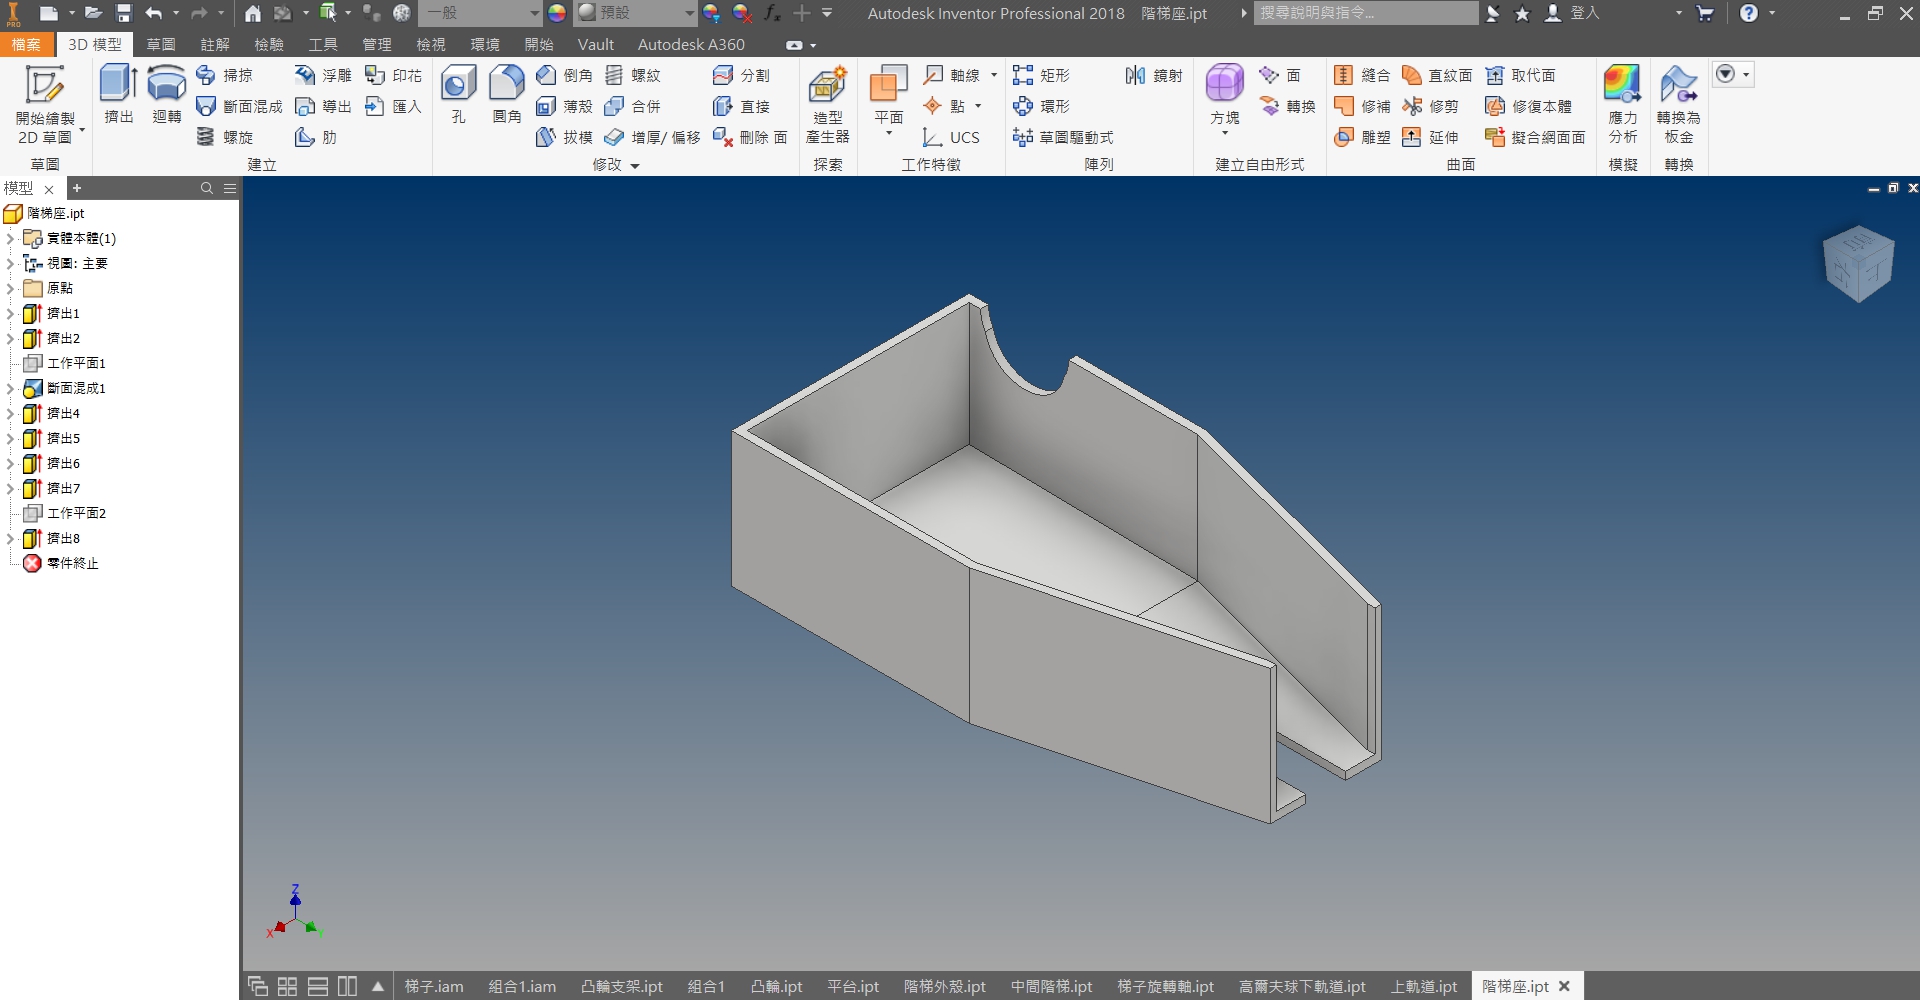 PRO
一般
預設
fx
Autodesk Inventor Professional 2018 階梯座.ipt
搜尋說明與指令...
登入
檔案 3D 模型 草圖 註解 檢驗 工具 管理 檢視 環境 開始 Vault Autodesk A360
開始繪製
2D 草圖
草圖
擠出
迴轉
掃掠
斷面混成
螺旋
浮雕
導出
肋
印花
匯入
建立
孔
圓角
倒角
薄殼
拔模
螺紋
合併
增厚/ 偏移
分割
直接
刪除 面
修改
造型
產生器
探索
平面
軸線
點
UCS
工作特徵
矩形
環形
草圖驅動式
鏡射
陣列
方塊
面
轉換
建立自由形式
縫合
修補
雕塑
直紋面
修剪
延伸
取代面
修復本體
擬合網面面
曲面
應力
分析
模擬
轉換為
板金
轉換
模型
階梯座.ipt
實體本體(1)
視圖: 主要
原點
擠出1
擠出2
工作平面1
斷面混成1
擠出4
擠出5
擠出6
擠出7
工作平面2
擠出8
零件終止
Z
X
Y
梯子.iam 組合1.iam 凸輪支架.ipt 組合1 凸輪.ipt 平台.ipt 階梯外殼.ipt 中間階梯.ipt 梯子旋轉軸.ipt 高爾夫球下軌道.ipt 上軌道.ipt 階梯座.ipt